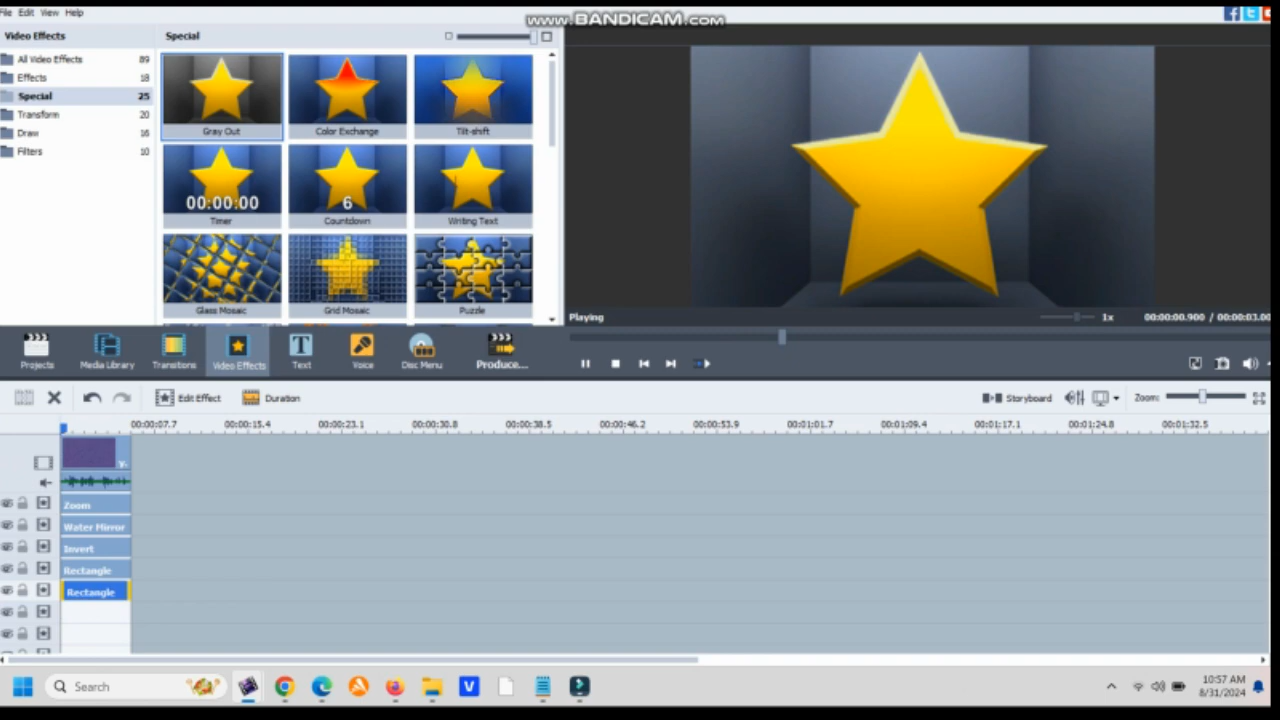 www.BANDICAM.com
File Edit View Help
Video Effects
Special
All Video Effects 89
Effects 18
Special 25
Transform 20
Draw 16
Filters 10
Gray Out
Color Exchange
Tilt-shift
00:00:00
Timer
6
Countdown
Writing Text
Glass Mosaic
Grid Mosaic
Puzzle
Playing
1x
00:00:00.900 / 00:00:03.00
Projects
Media Library
Transitions
Video Effects
Text
Voice
Disc Menu
Produce...
Edit Effect
Duration
Storyboard
Zoom:
00:00:07.7 00:00:15.4 00:00:23.1 00:00:30.8 00:00:38.5 00:00:46.2 00:00:53.9 00:01:01.7 00:01:09.4 00:01:17.1 00:01:24.8 00:01:32.5
Zoom
Water Mirror
Invert
Rectangle
Rectangle
Search
V
10:57 AM
8/31/2024